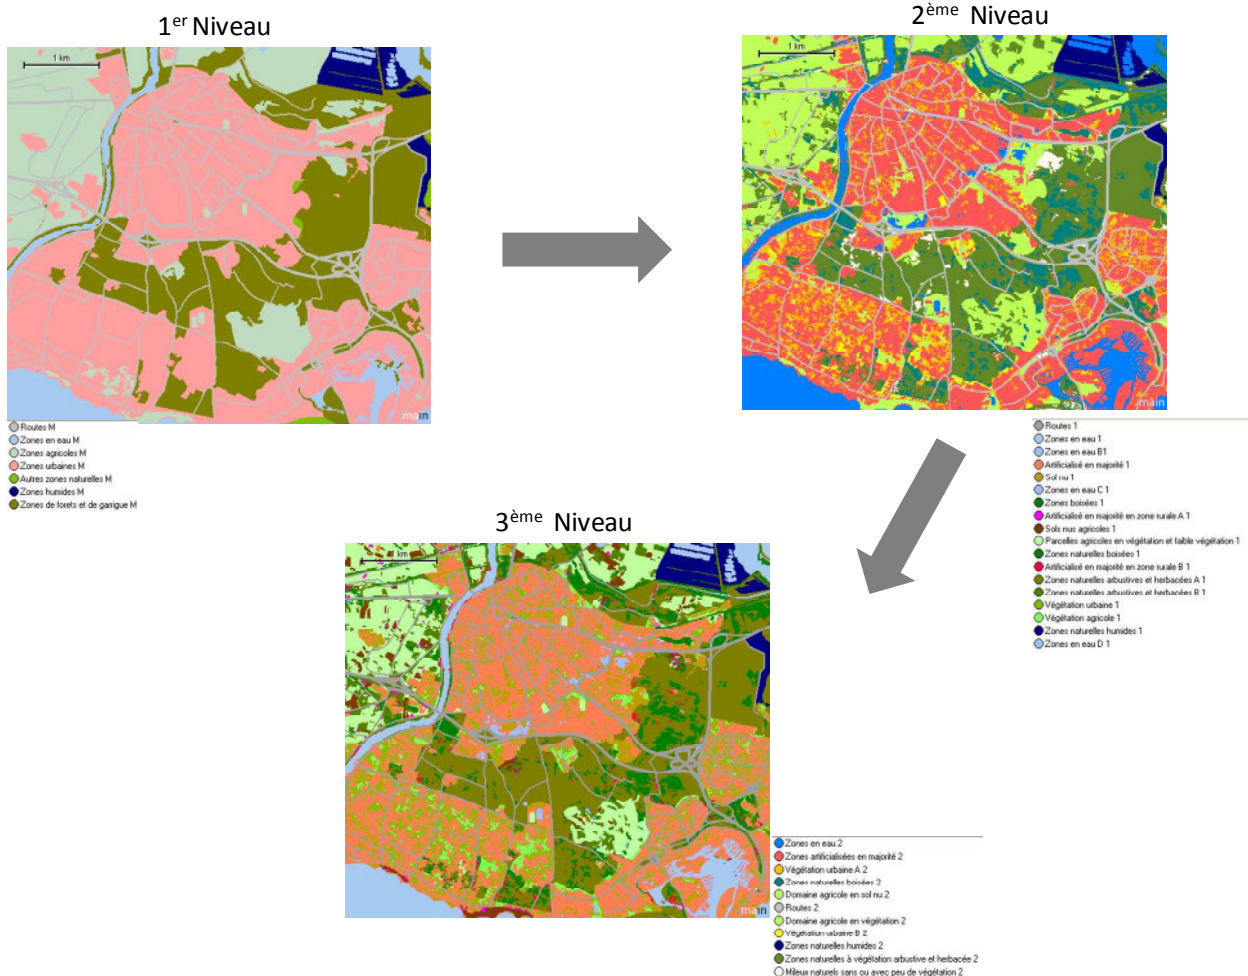 1er Niveau
2ème Niveau
1 km
main
1 km
main
Routes M
Zones en eau M
Zones agricoles M
Zones urbaines M
Autres zones naturelles M
Zones humides M
Zones de forets et de garrigue M
Routes 1
Zones en eau 1
Zones en eau B1
Artificialisé en majorité 1
Sol nu 1
Zones en eau C 1
Zones boisées 1
Artificialisé en majorité en zone rurale A 1
Sols nus agricoles 1
Parcelles agricoles en végétation et faible végétation 1
Zones naturelles boisées 1
Artificialisé en majorité en zone rurale B 1
Zones naturelles arbustives et herbacées A 1
Zones naturelles arbustives et herbacées B 1
Végétation urbaine 1
Végétation agricole 1
Zones naturelles humides 1
Zones en eau D 1
3ème Niveau
1 km
main
Zones en eau 2
Zones artificialisées en majorité 2
Végétation urbaine A 2
Zones naturelles boisées 2
Domaine agricole en sol nu 2
Routes 2
Domaine agricole en végétation 2
Végétation urbaine B 2
Zones naturelles humides 2
Zones naturelles à végétation arbustive et herbacée 2
Milieux naturels sans ou avec peu de végétation 2